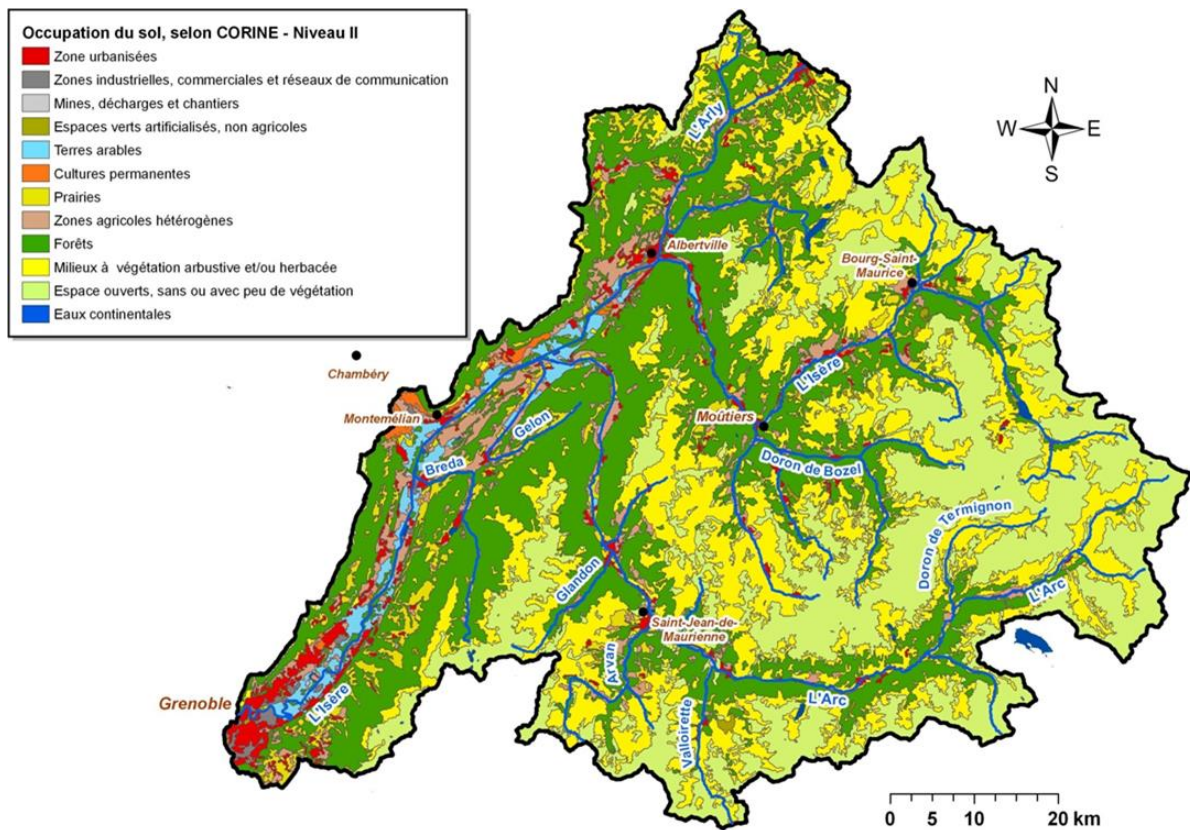 Occupation du sol, selon CORINE - Niveau II
Zone urbanisées
Zones industrielles, commerciales et réseaux de communication
Mines, décharges et chantiers
Espaces verts artificialisés, non agricoles
Terres arables
Cultures permanentes
Prairies
Zones agricoles hétérogènes
Forêts
Milieux à végétation arbustive et/ou herbacée
Espace ouverts, sans ou avec peu de végétation
Eaux continentales
N
W E
S
L'Arly
Albertville
Bourg-Saint-
Maurice
Chambéry
L'Isère
Montemélian
Moûtiers
Gelon
Breda
Doron de Bozel
Doron de Termignon
Glandon
L'Arc
Saint-Jean-de-
Maurienne
Arvan
L'Arc
Grenoble
L'Isère
Valloirette
0 5 10 20 km